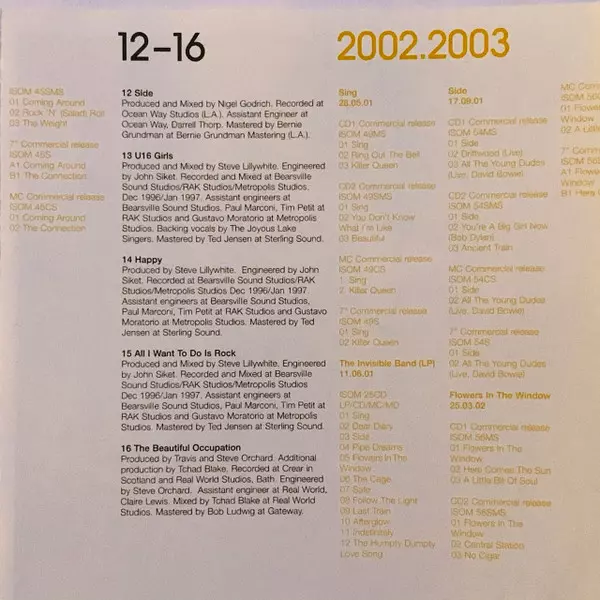 12–16
2002.2003
ISOM 45SMS
01 Coming Around
02 Rock 'N' (Salad) Roll
03 The Weight
7" Commercial release
ISOM 45S
A1 Coming Around
B1 The Connection
MC Commercial release
ISOM 45CS
01 Coming Around
02 The Connection
12 Side
Produced and Mixed by Nigel Godrich. Recorded at
Ocean Way Studios (L.A.). Assistant Engineer at
Ocean Way, Darrell Thorp. Mastered by Bernie
Grundman at Bernie Grundman Mastering (L.A.).
13 U16 Girls
Produced and Mixed by Steve Lillywhite. Engineered
by John Siket. Recorded and Mixed at Bearsville
Sound Studios/RAK Studios/Metropolis Studios.
Dec 1996/Jan 1997. Assistant engineers at
Bearsville Sound Studios, Paul Marconi, Tim Petit at
RAK Studios and Gustavo Moratorio at Metropolis
Studios. Backing vocals by The Joyous Lake
Singers. Mastered by Ted Jensen at Sterling Sound.
14 Happy
Produced by Steve Lillywhite. Engineered by John
Siket. Recorded at Bearsville Sound Studios/RAK
Studios/Metropolis Studios Dec 1996/Jan 1997.
Assistant engineers at Bearsville Sound Studios,
Paul Marconi, Tim Petit at RAK Studios and Gustavo
Moratorio at Metropolis Studios. Mastered by Ted
Jensen at Sterling Sound.
15 All I Want To Do Is Rock
Produced and Mixed by Steve Lillywhite. Engineered
by John Siket. Recorded and Mixed at Bearsville
Sound Studios/RAK Studios/Metropolis Studios
Dec 1996/Jan 1997. Assistant engineers at
Bearsville Sound Studios, Paul Marconi, Tim Petit at
RAK Studios and Gustavo Moratorio at Metropolis
Studios. Mastered by Ted Jensen at Sterling Sound.
16 The Beautiful Occupation
Produced by Travis and Steve Orchard. Additional
production by Tchad Blake, Recorded at Crear in
Scotland and Real World Studios, Bath. Engineered
by Steve Orchard. Assistant engineer at Real World,
Claire Lewis. Mixed by Tchad Blake at Real World
Studios. Mastered by Bob Ludwig at Gateway.
Sing
28.05.01
CD1 Commercial release
ISOM 49MS
01 Sing
02 Ring Out The Bell
03 Killer Queen
CD2 Commercial release
ISOM 49SMS
01 Sing
02 You Don't Know
What I'm Like
03 Beautiful
MC Commercial release
ISOM 49CS
1. Sing
2. Killer Queen
7" Commercial release
ISOM 49S
01 Sing
02 Killer Queen
The Invisible Band (LP)
11.06.01
ISOM 25CD
LP/CD/MC/MD
01 Sing
02 Dear Diary
03 Side
04 Pipe Dreams
05 Flowers In The
Window
06 The Cage
07 Safe
08 Follow The Light
09 Last Train
10 Afterglow
11 Indefinitely
12 The Humpty Dumpty
Love Song
Side
17.09.01
CD1 Commercial release
ISOM 54MS
01 Side
02 Driftwood (Live)
03 All The Young Dudes
(Live, David Bowie)
CD2 Commercial release
ISOM 54SMS
01 Side
02 You're A Big Girl Now
(Bob Dylan)
03 Ancient Train
MC Commercial release
ISOM 54CS
01 Side
02 All The Young Dudes
(Live, David Bowie)
7" Commercial release
ISOM 54S
01 Side
02 All The Young Dudes
(Live, David Bowie)
Flowers In The Window
25.03.02
CD1 Commercial release
ISOM 56MS
01 Flowers In The
Window
02 Here Comes The Sun
03 A Little Bit Of Soul
CD2 Commercial release
ISOM 56SMS
01 Flowers In The
Window
02 Central Station
03 No Cigar
MC Comme
ISOM 56C
01 Flower
Window
02 A Little
7" Comm
ISOM 56S
A1 Flower
Window
B1 Here